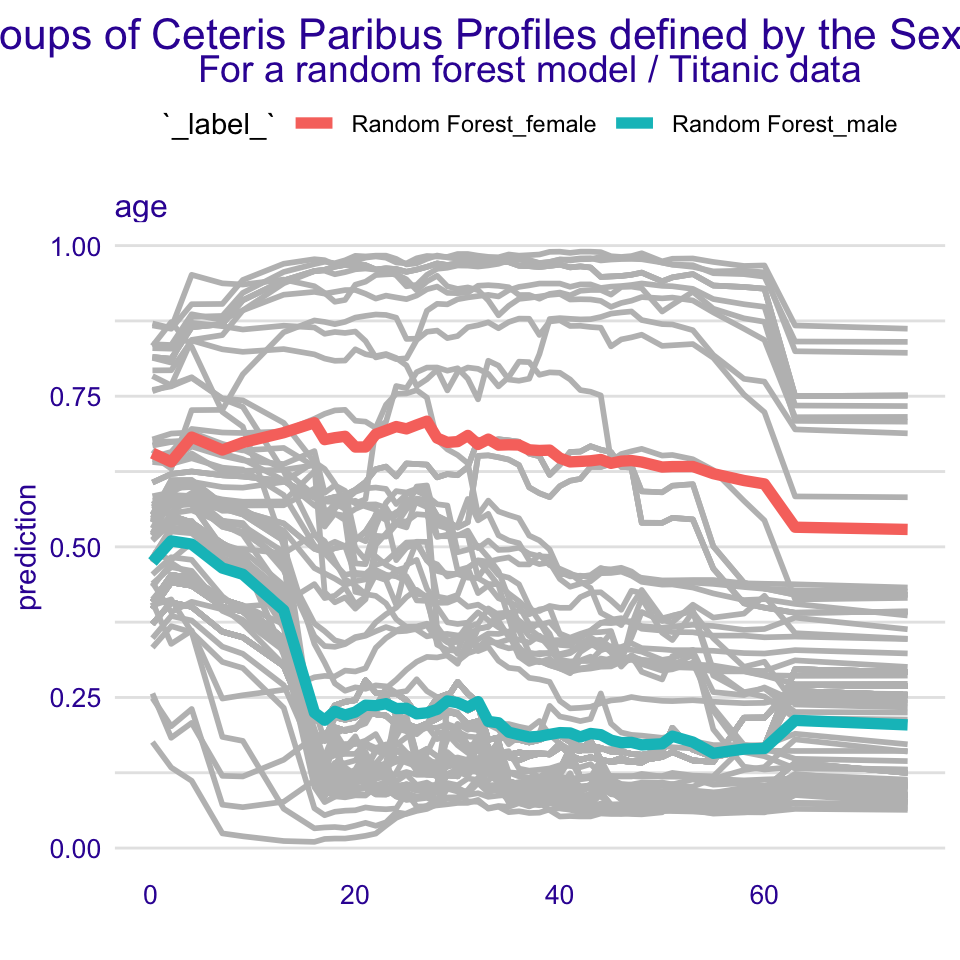 oups of Ceteris Paribus Profiles defined by the Sex
For a random forest model / Titanic data
`_label_` Random Forest_female Random Forest_male
age
1.00
0.75
prediction
0.50
0.25
0.00
0 20 40 60